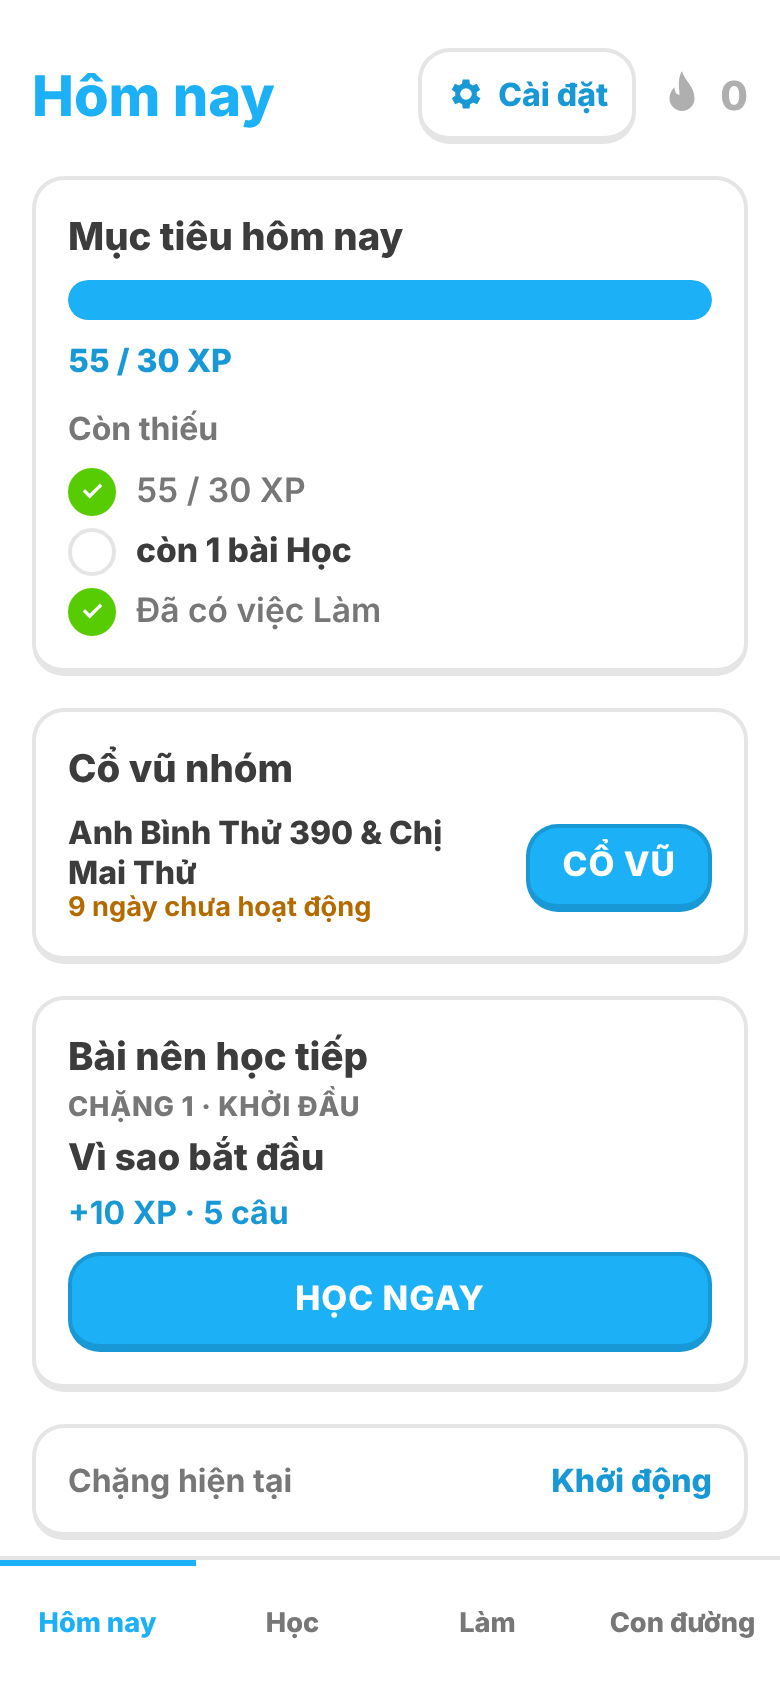 Hôm nay
Cài đặt
0
Mục tiêu hôm nay
55 / 30 XP
Còn thiếu
55 / 30 XP
còn 1 bài Học
Đã có việc Làm
Cổ vũ nhóm
Anh Bình Thử 390 & Chị
Mai Thử
9 ngày chưa hoạt động
CỔ VŨ
Bài nên học tiếp
CHẶNG 1 · KHỞI ĐẦU
Vì sao bắt đầu
+10 XP · 5 câu
HỌC NGAY
Chặng hiện tại
Khởi động
Hôm nay
Học
Làm
Con đường